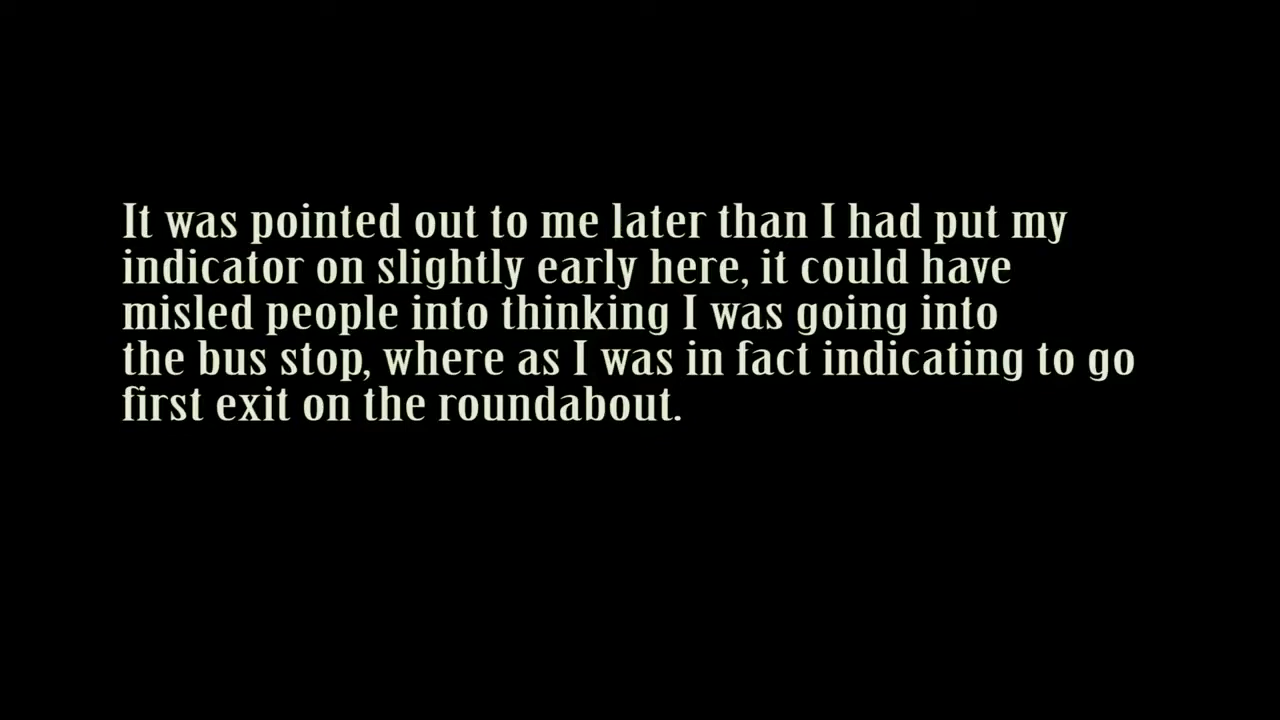 It was pointed out to me later than I had put my
indicator on slightly early here, it could have
misled people into thinking I was going into
the bus stop, where as I was in fact indicating to go
first exit on the roundabout.